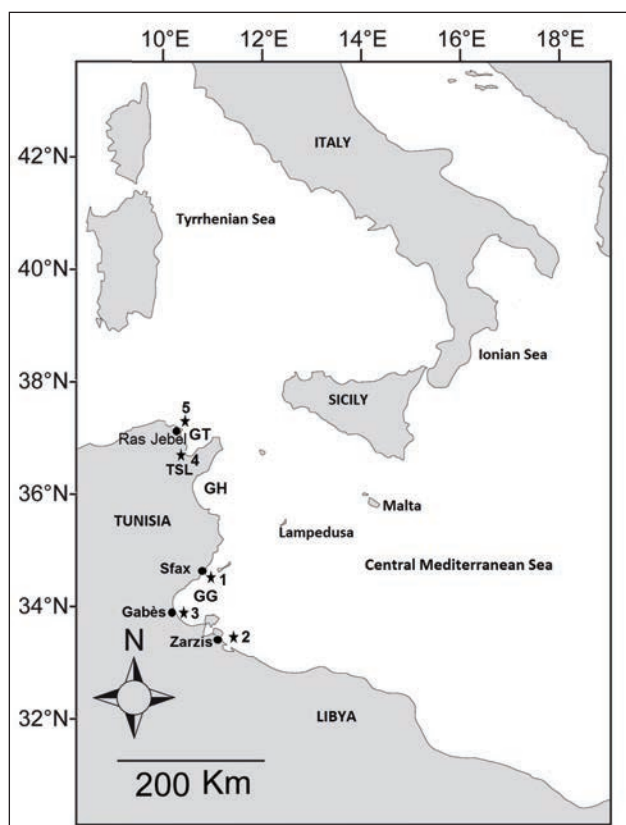 10°E 12°E 14°E 16°E 18°E
42°N
ITALY
Tyrrhenian Sea
40°N
Ionian Sea
38°N
SICILY
5
Ras Jebel GT
4
TSL
36°N
GH
Malta
TUNISIA
Lampedusa
Central Mediterranean Sea
Sfax
1
34°N
GG
Gabès 3
Zarzis 2
N
32°N
LIBYA
200 Km